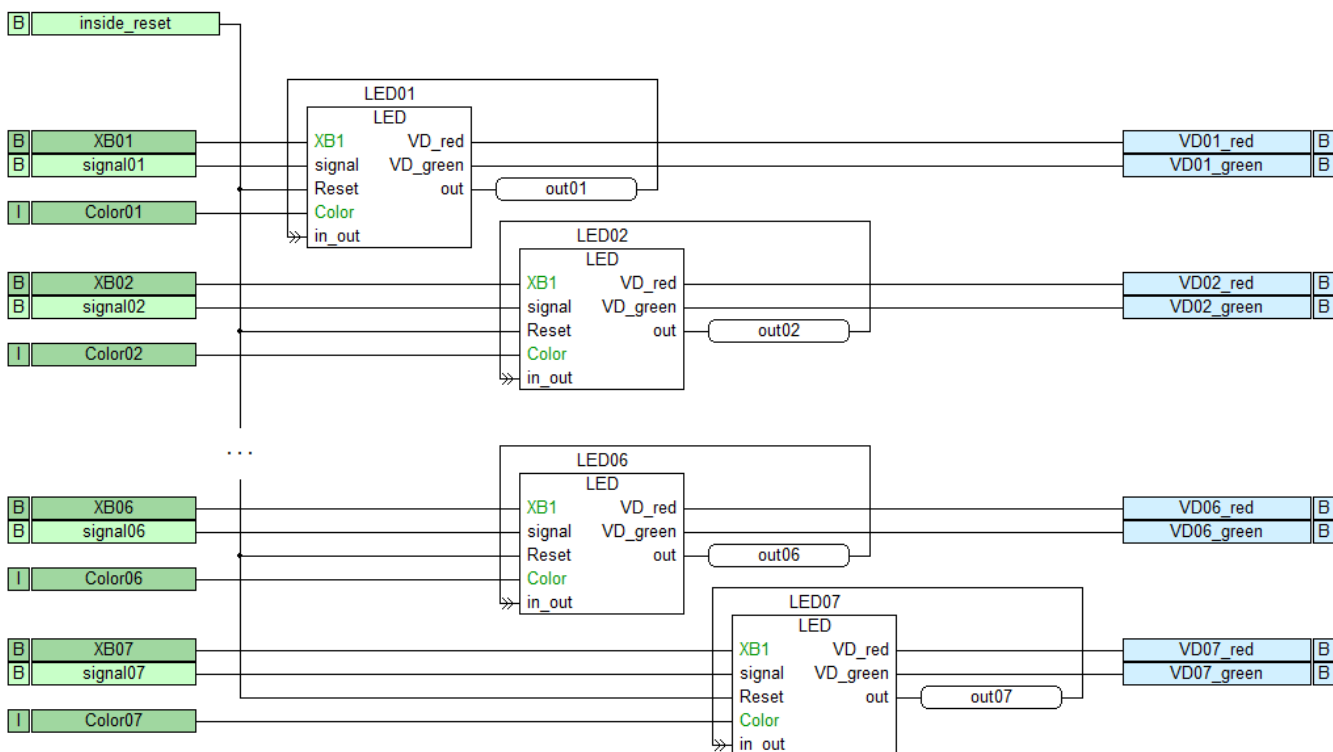 B inside_reset
LED01
LED
B XB01 XB1 VD_red VD01_red B
B signal01 signal VD_green VD01_green B
Reset out out01
I Color01 Color
in_out
LED02
LED
B XB02 XB1 VD_red VD02_red B
B signal02 signal VD_green VD02_green B
Reset out out02
I Color02 Color
in_out
...
LED06
LED
B XB06 XB1 VD_red VD06_red B
B signal06 signal VD_green VD06_green B
Reset out out06
I Color06 Color
in_out
LED07
LED
B XB07 XB1 VD_red VD07_red B
B signal07 signal VD_green VD07_green B
Reset out out07
I Color07 Color
in_out